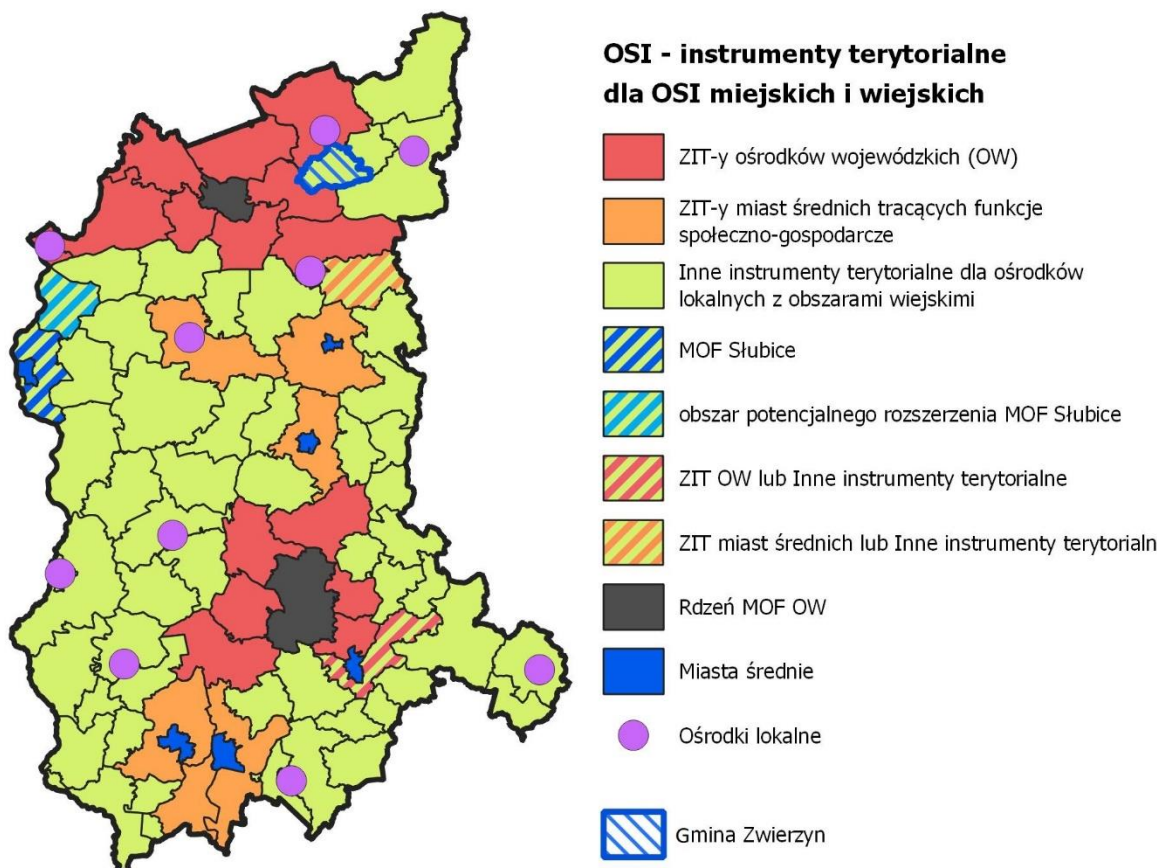 OSI - instrumenty terytorialne
dla OSI miejskich i wiejskich
ZIT-y ośrodków wojewódzkich (OW)
ZIT-y miast średnich tracących funkcje
społeczno-gospodarcze
Inne instrumenty terytorialne dla ośrodków
lokalnych z obszarami wiejskimi
MOF Słubice
obszar potencjalnego rozszerzenia MOF Słubice
ZIT OW lub Inne instrumenty terytorialne
ZIT miast średnich lub Inne instrumenty terytorialn
Rdzeń MOF OW
Miasta średnie
Ośrodki lokalne
Gmina Zwierzyn